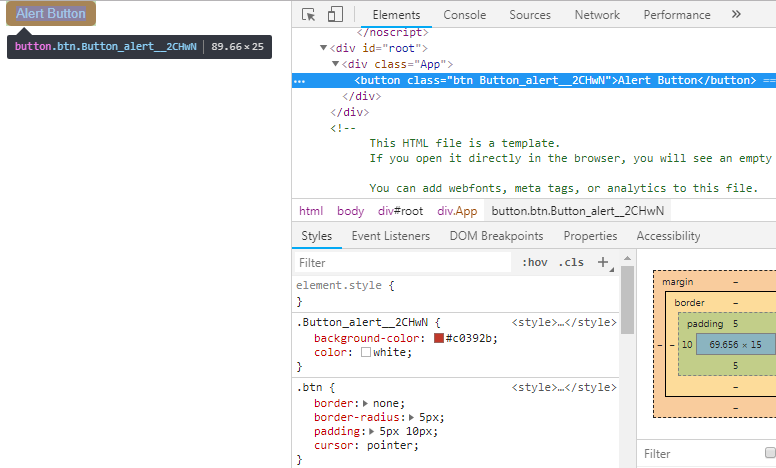 Alert Button
button.btn.Button_alert__2CHwN | 89.66×25
Elements Console Sources Network Performance »
</noscript>
▼<div id="root">
▼<div class="App">
… <button class="btn Button_alert__2CHwN">Alert Button</button> ==
</div>
</div>
<!--
This HTML file is a template.
If you open it directly in the browser, you will see an empty
You can add webfonts, meta tags, or analytics to this file.
html body div#root div.App button.btn.Button_alert__2CHwN
Styles Event Listeners DOM Breakpoints Properties Accessibility
Filter :hov .cls +
element.style {
}
.Button_alert__2CHwN { <style>…</style>
background-color: #c0392b;
color: white;
}
.btn { <style>…</style>
border:▶ none;
border-radius:▶ 5px;
padding:▶ 5px 10px;
cursor: pointer;
}
margin –
border –
padding 5
– – 10 69.656 × 15
5
–
–
Filter